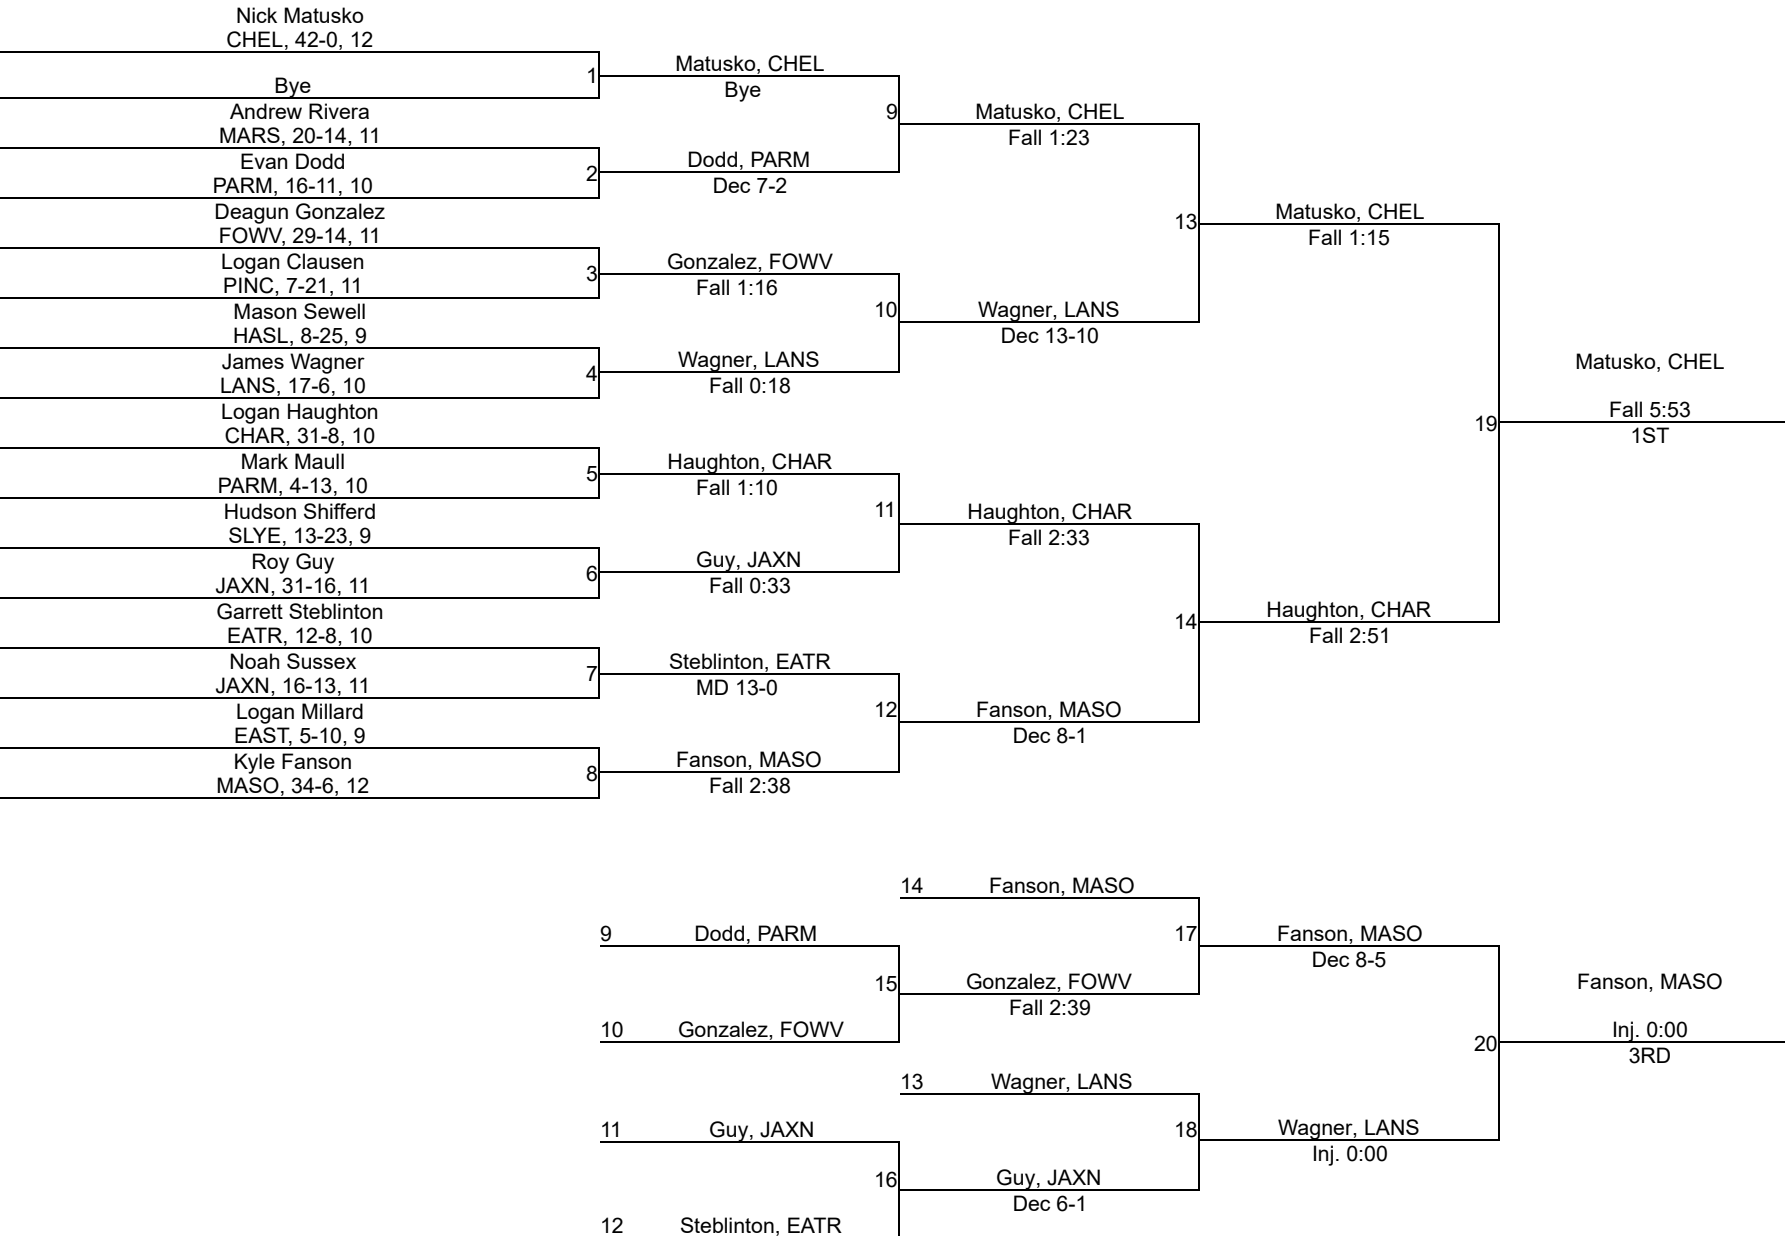 Nick Matusko
CHEL, 42-0, 12
Bye
Andrew Rivera
MARS, 20-14, 11
Evan Dodd
PARM, 16-11, 10
Deagun Gonzalez
FOWV, 29-14, 11
Logan Clausen
PINC, 7-21, 11
Mason Sewell
HASL, 8-25, 9
James Wagner
LANS, 17-6, 10
Logan Haughton
CHAR, 31-8, 10
Mark Maull
PARM, 4-13, 10
Hudson Shifferd
SLYE, 13-23, 9
Roy Guy
JAXN, 31-16, 11
Garrett Steblinton
EATR, 12-8, 10
Noah Sussex
JAXN, 16-13, 11
Logan Millard
EAST, 5-10, 9
Kyle Fanson
MASO, 34-6, 12
1
Matusko, CHEL
Bye
2
Dodd, PARM
Dec 7-2
3
Gonzalez, FOWV
Fall 1:16
4
Wagner, LANS
Fall 0:18
5
Haughton, CHAR
Fall 1:10
6
Guy, JAXN
Fall 0:33
7
Steblinton, EATR
MD 13-0
8
Fanson, MASO
Fall 2:38
9
Matusko, CHEL
Fall 1:23
10
Wagner, LANS
Dec 13-10
11
Haughton, CHAR
Fall 2:33
12
Fanson, MASO
Dec 8-1
13
Matusko, CHEL
Fall 1:15
14
Haughton, CHAR
Fall 2:51
19
Matusko, CHEL
Fall 5:53
1ST
9 Dodd, PARM
10 Gonzalez, FOWV
11 Guy, JAXN
12 Steblinton, EATR
14 Fanson, MASO
15
Gonzalez, FOWV
Fall 2:39
13 Wagner, LANS
16
Guy, JAXN
Dec 6-1
17
Fanson, MASO
Dec 8-5
18
Wagner, LANS
Inj. 0:00
20
Fanson, MASO
Inj. 0:00
3RD